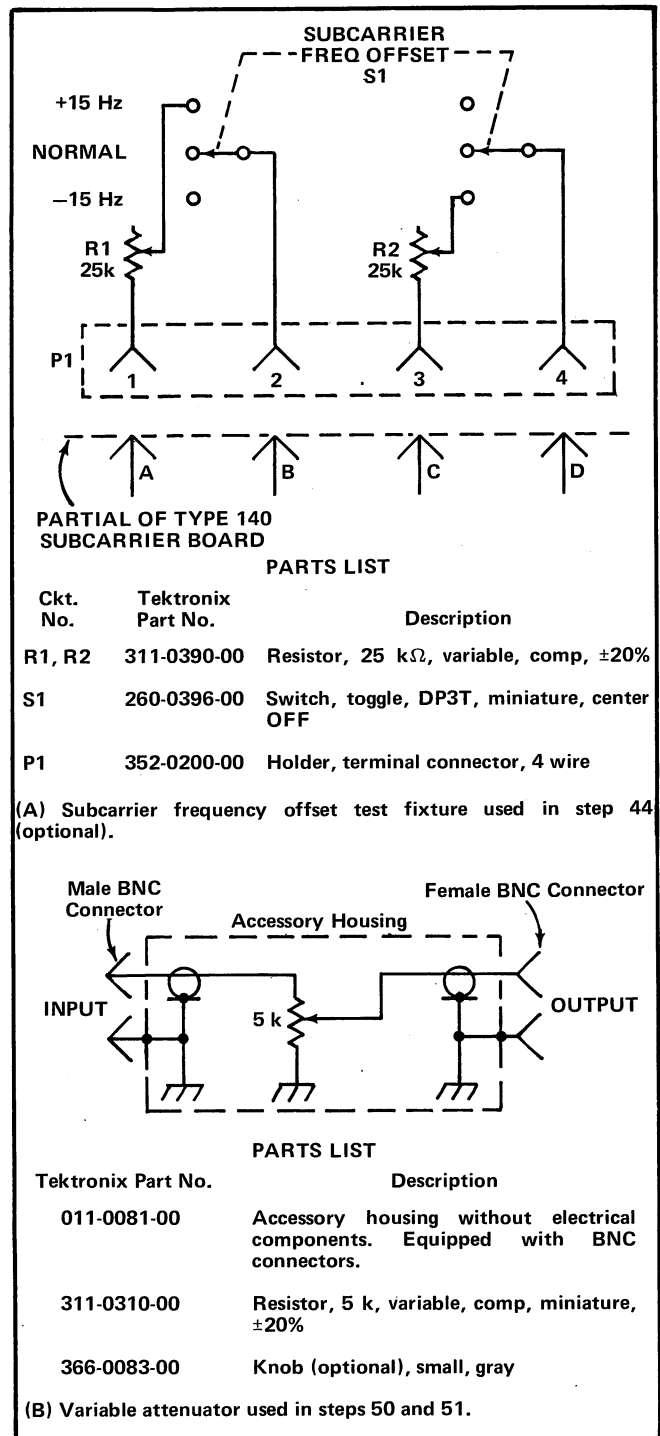 SUBCARRIER
FREQ OFFSET
S1
+15 Hz
NORMAL
−15 Hz
R1
25k
R2
25k
P1
1
2
3
4
A
B
C
D
PARTIAL OF TYPE 140
SUBCARRIER BOARD
PARTS LIST
Ckt. Tektronix
No. Part No. Description
R1, R2 311-0390-00 Resistor, 25 kΩ, variable, comp, ±20%
S1 260-0396-00 Switch, toggle, DP3T, miniature, center
OFF
P1 352-0200-00 Holder, terminal connector, 4 wire
(A) Subcarrier frequency offset test fixture used in step 44
(optional).
Male BNC
Connector
Female BNC Connector
Accessory Housing
INPUT
5 k
OUTPUT
PARTS LIST
Tektronix Part No. Description
011-0081-00 Accessory housing without electrical
components. Equipped with BNC
connectors.
311-0310-00 Resistor, 5 k, variable, comp, miniature,
±20%
366-0083-00 Knob (optional), small, gray
(B) Variable attenuator used in steps 50 and 51.